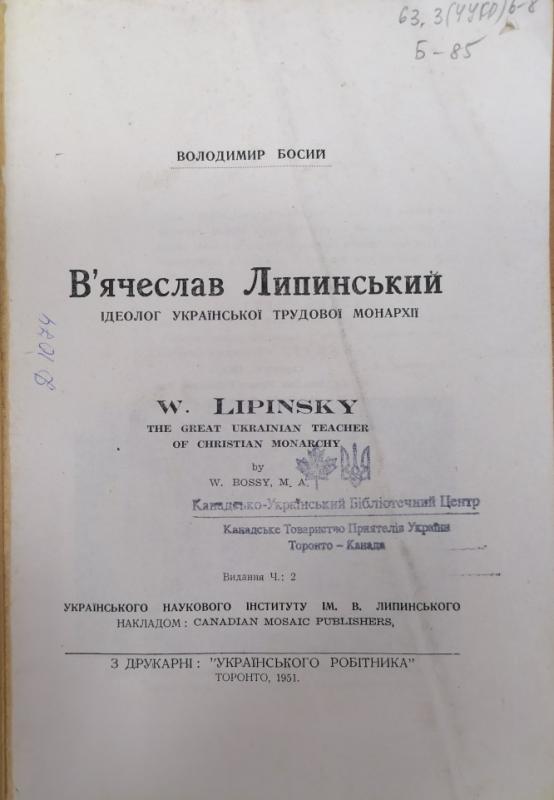 63.3(4УКР)6-8
Б-85
ВОЛОДИМИР БОСИЙ
В'ячеслав Липинський
ІДЕОЛОГ УКРАЇНСЬКОЇ ТРУДОВОЇ МОНАРХІЇ
W. LIPINSKY
THE GREAT UKRAINIAN TEACHER
OF CHRISTIAN MONARCHY
by
W. BOSSY, M. A.
Канадсько-Український Бібліотечний Центр
Канадське Товариство Приятелів України
Торонто – Канада
Видання Ч.: 2
УКРАЇНСЬКОГО НАУКОВОГО ІНСТИТУТУ ІМ. В. ЛИПИНСЬКОГО
НАКЛАДОМ: CANADIAN MOSAIC PUBLISHERS,
З ДРУКАРНІ: "УКРАЇНСЬКОГО РОБІТНИКА"
ТОРОНТО, 1951.
Д 1074